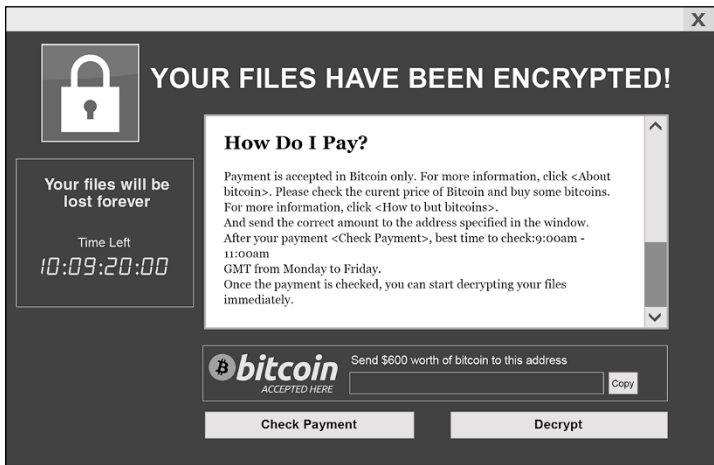 X
YOUR FILES HAVE BEEN ENCRYPTED!
Your files will be
lost forever
Time Left
10:09:20:00
How Do I Pay?
Payment is accepted in Bitcoin only. For more information, click <About
bitcoin>. Please check the curent price of Bitcoin and buy some bitcoins.
For more information, click <How to but bitcoins>.
And send the correct amount to the address specified in the window.
After your payment <Check Payment>, best time to check:9:00am -
11:00am
GMT from Monday to Friday.
Once the payment is checked, you can start decrypting your files
immediately.
bitcoin
ACCEPTED HERE
Send $600 worth of bitcoin to this address
Copy
Check Payment
Decrypt